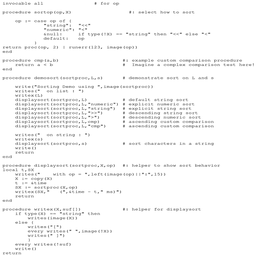 invocable all                  # for op

procedure sortop(op,X)                 #: select how to sort

   op := case op of {
         "string":  "<<"
         "numeric": "<"
         &null:     if type(!X) == "string" then "<<" else "<"
         default:   op
         }
return proc(op, 2) | runerr(123, image(op))
end

procedure cmp(a,b)                     #: example custom comparison procedure
   return a < b                        # Imagine a complex comparison test here!
end

procedure demosort(sortproc,L,s)       # demonstrate sort on L and s

   write("Sorting Demo using ",image(sortproc))
   writes("  on list : ")
   writex(L)
   displaysort(sortproc,L)             # default string sort
   displaysort(sortproc,L,"numeric")   # explicit numeric sort
   displaysort(sortproc,L,"string")    # explicit string sort
   displaysort(sortproc,L,">>")        # descending string sort
   displaysort(sortproc,L,">")         # descending numeric sort
   displaysort(sortproc,L,cmp)         # ascending custom comparison
   displaysort(sortproc,L,"cmp")       # ascending custom comparison

   writes("  on string : ")
   writex(s)
   displaysort(sortproc,s)             # sort characters in a string
   write()
   return
end

procedure displaysort(sortproc,X,op)   #: helper to show sort behavior
local t,SX
   writes("    with op = ",left(image(op)||":",15))
   X := copy(X)
   t := &time
   SX := sortproc(X,op)
   writex(SX,"  (",&time - t," ms)")
   return
end

procedure writex(X,suf[])              #: helper for displaysort
   if type(X) == "string" then
      writes(image(X))
   else {
      writes("[")
      every writes(" ",image(!X))
      writes(" ]")
      }
   every writes(!suf)
   write()
return